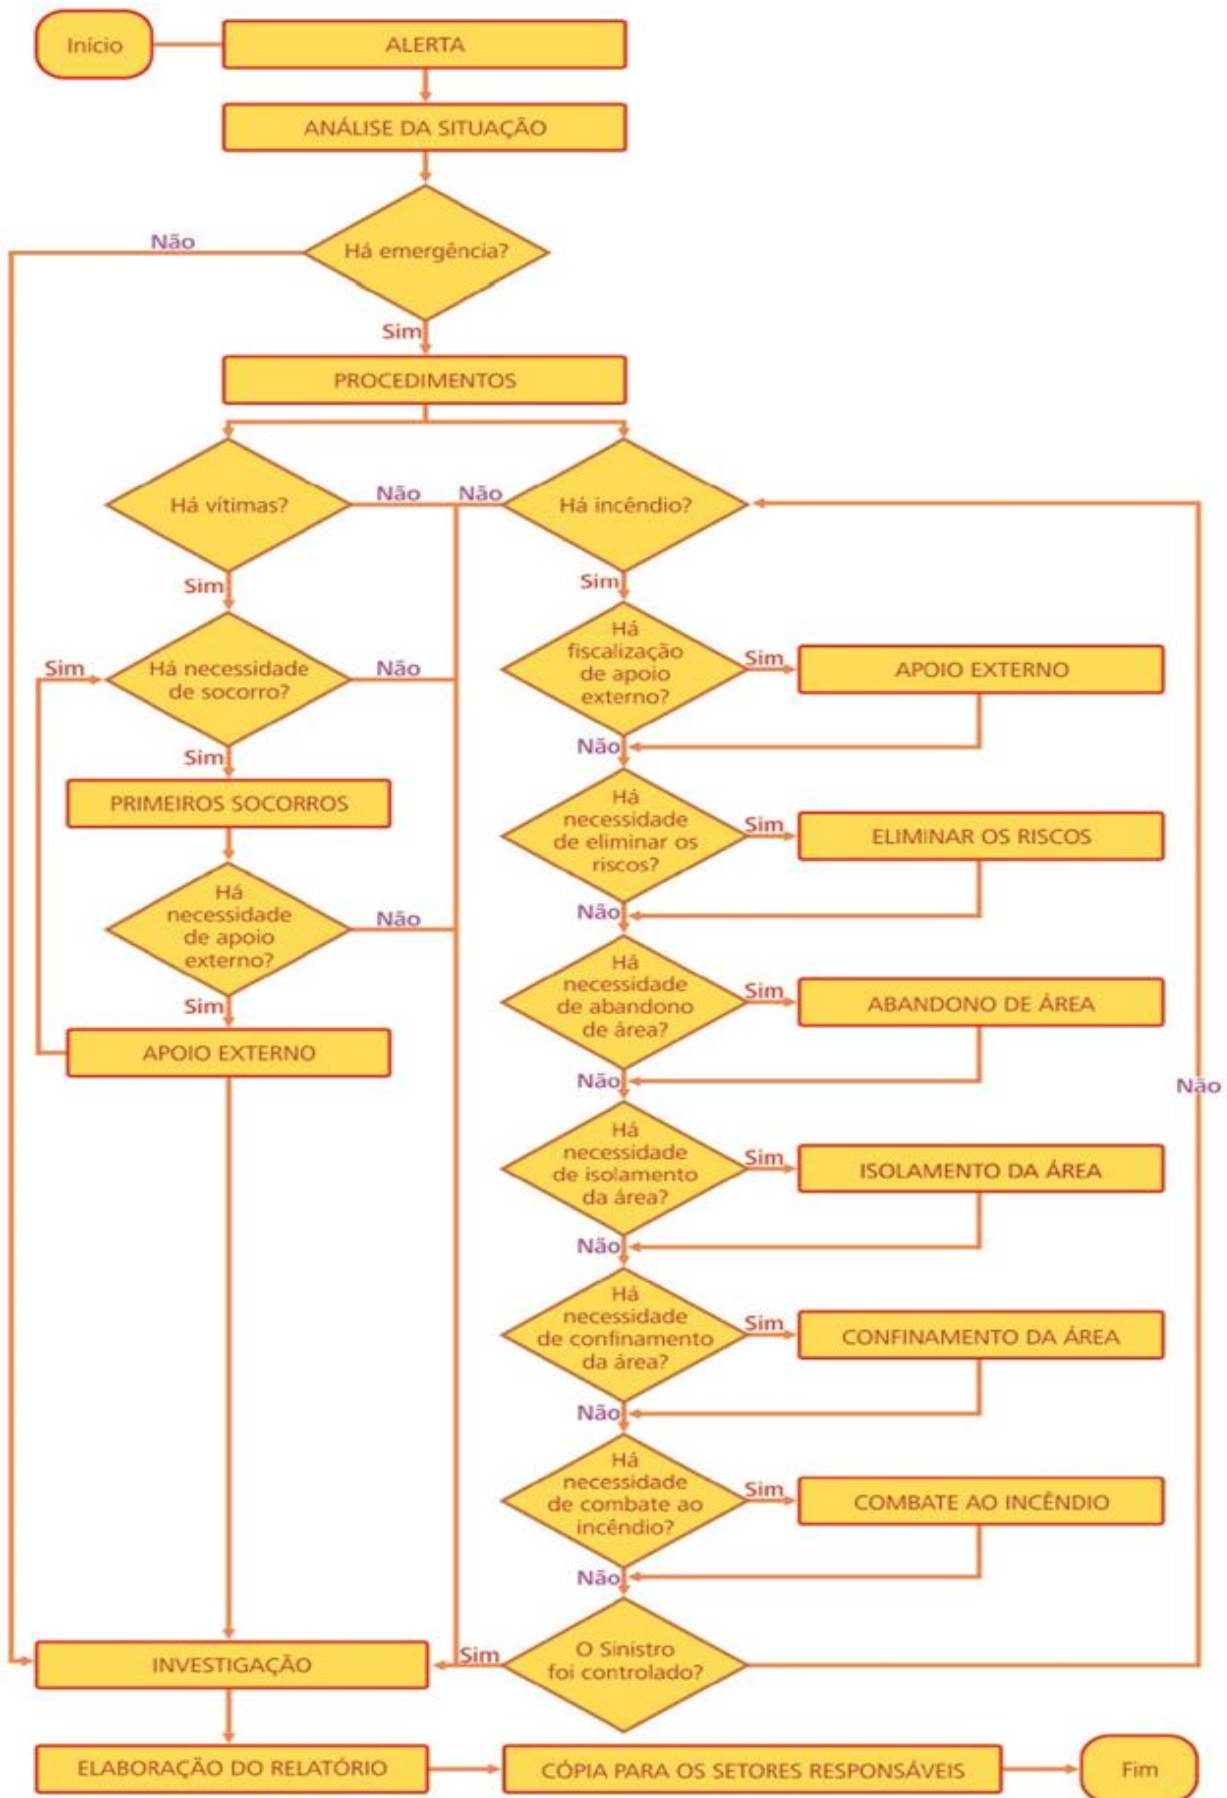 Início
ALERTA
ANÁLISE DA SITUAÇÃO
Não
Há emergência?
Sim
PROCEDIMENTOS
Há vítimas?
Não
Não
Há incêndio?
Sim
Sim
Sim
Há necessidade
de socorro?
Não
Há
fiscalização
de apoio
externo?
Sim
APOIO EXTERNO
Sim
Não
PRIMEIROS SOCORROS
Há
necessidade
de eliminar os
riscos?
Sim
ELIMINAR OS RISCOS
Há
necessidade
de apoio
externo?
Não
Não
Sim
Há
necessidade
de abandono
de área?
Sim
ABANDONO DE ÁREA
APOIO EXTERNO
Não
Não
Há
necessidade
de isolamento
da área?
Sim
ISOLAMENTO DA ÁREA
Não
Há
necessidade
de confinamento
da área?
Sim
CONFINAMENTO DA ÁREA
Não
Há
necessidade
de combate ao
incêndio?
Sim
COMBATE AO INCÊNDIO
Não
INVESTIGAÇÃO
Sim
O Sinistro
foi controlado?
ELABORAÇÃO DO RELATÓRIO
CÓPIA PARA OS SETORES RESPONSÁVEIS
Fim